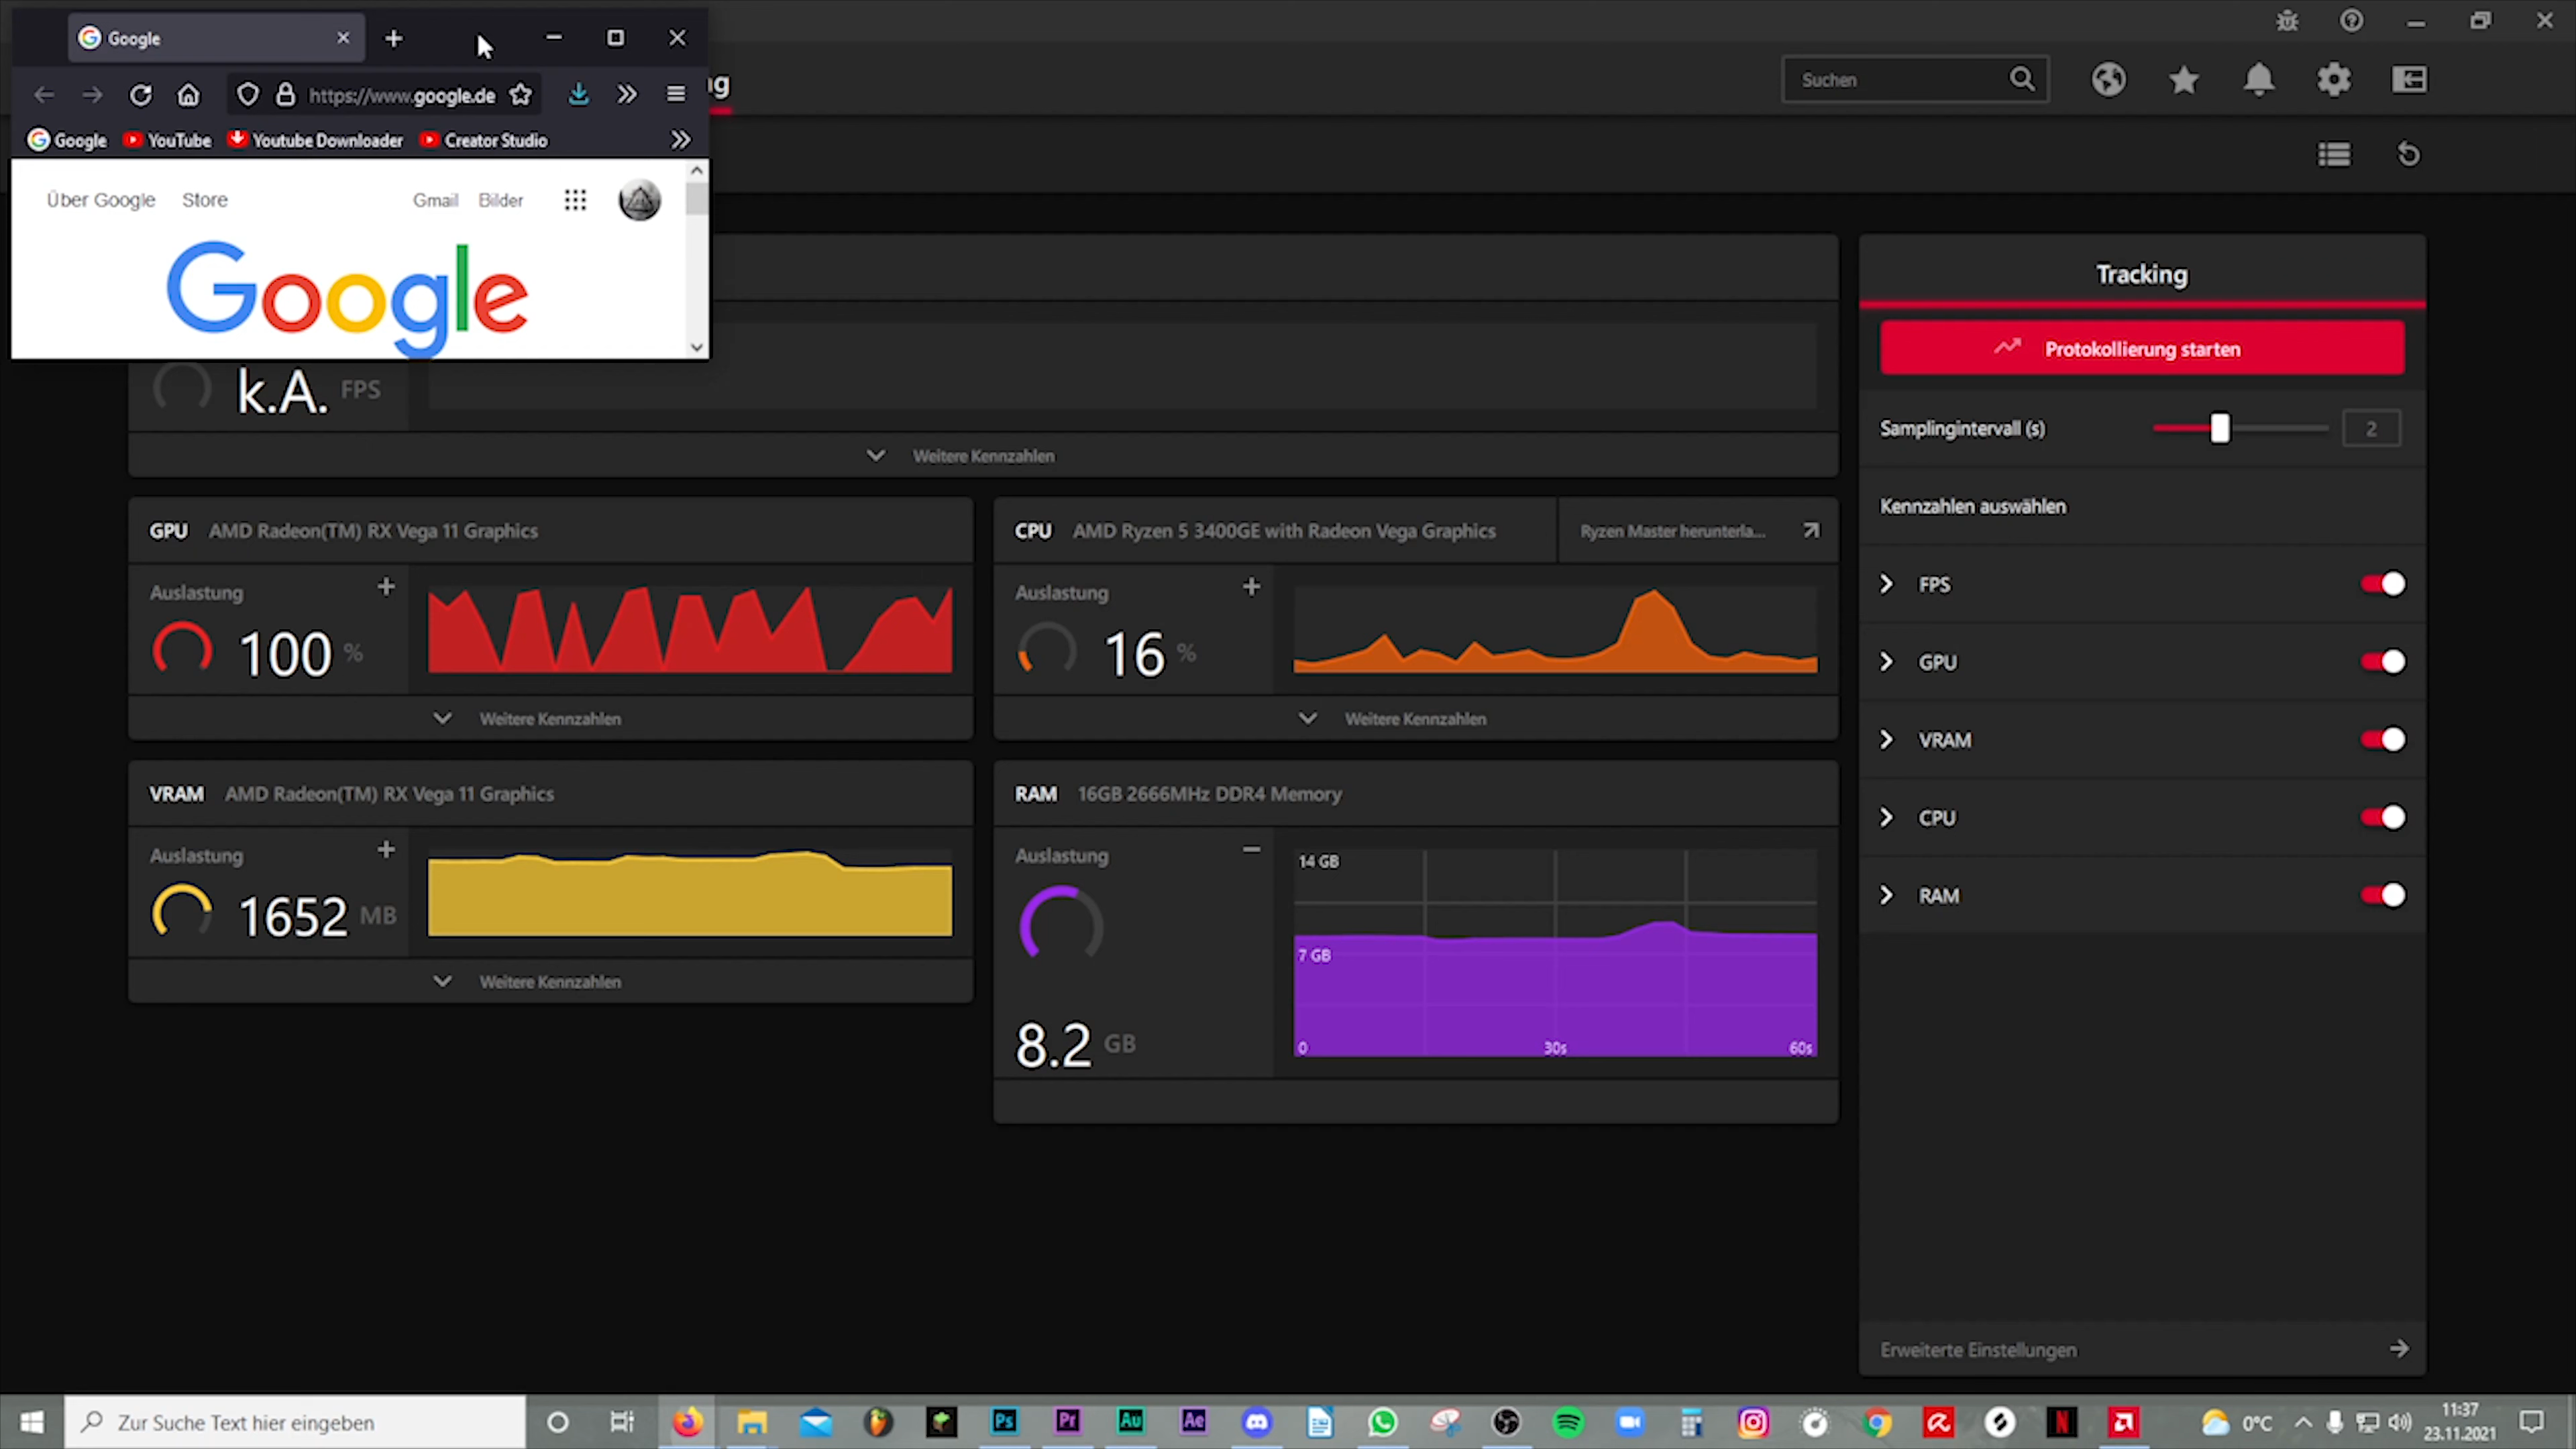 Google
https://www.google.de
Google YouTube Youtube Downloader Creator Studio
Über Google Store Gmail Bilder
Google
Suchen
k.A. FPS
Weitere Kennzahlen
GPU AMD Radeon(TM) RX Vega 11 Graphics
Auslastung
100 %
Weitere Kennzahlen
CPU AMD Ryzen 5 3400GE with Radeon Vega Graphics
Ryzen Master herunterla...
Auslastung
16 %
Weitere Kennzahlen
VRAM AMD Radeon(TM) RX Vega 11 Graphics
Auslastung
1652 MB
Weitere Kennzahlen
RAM 16GB 2666MHz DDR4 Memory
Auslastung
8.2 GB
14 GB
7 GB
0 30s 60s
Tracking
Protokollierung starten
Samplingintervall (s) 2
Kennzahlen auswählen
FPS
GPU
VRAM
CPU
RAM
Erweiterte Einstellungen
Zur Suche Text hier eingeben
Ps Pr Au Ae
0°C
11:37
23.11.2021